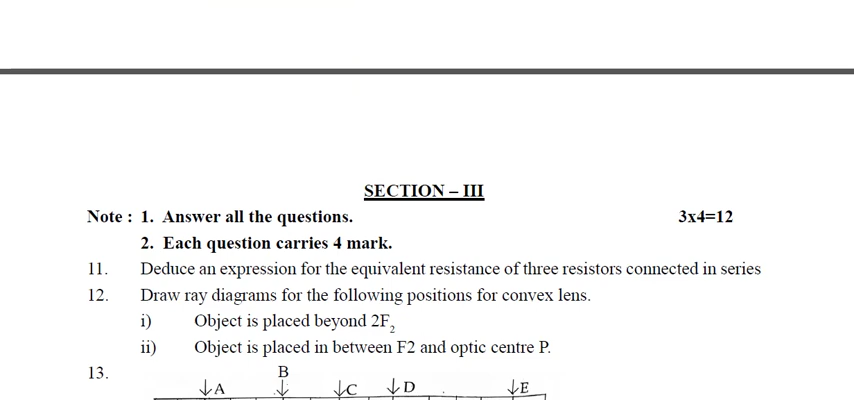 SECTION – III
Note : 1. Answer all the questions. 3x4=12
2. Each question carries 4 mark.
11. Deduce an expression for the equivalent resistance of three resistors connected in series
12. Draw ray diagrams for the following positions for convex lens.
i) Object is placed beyond 2F₂
ii) Object is placed in between F2 and optic centre P.
13.
B
A C D E